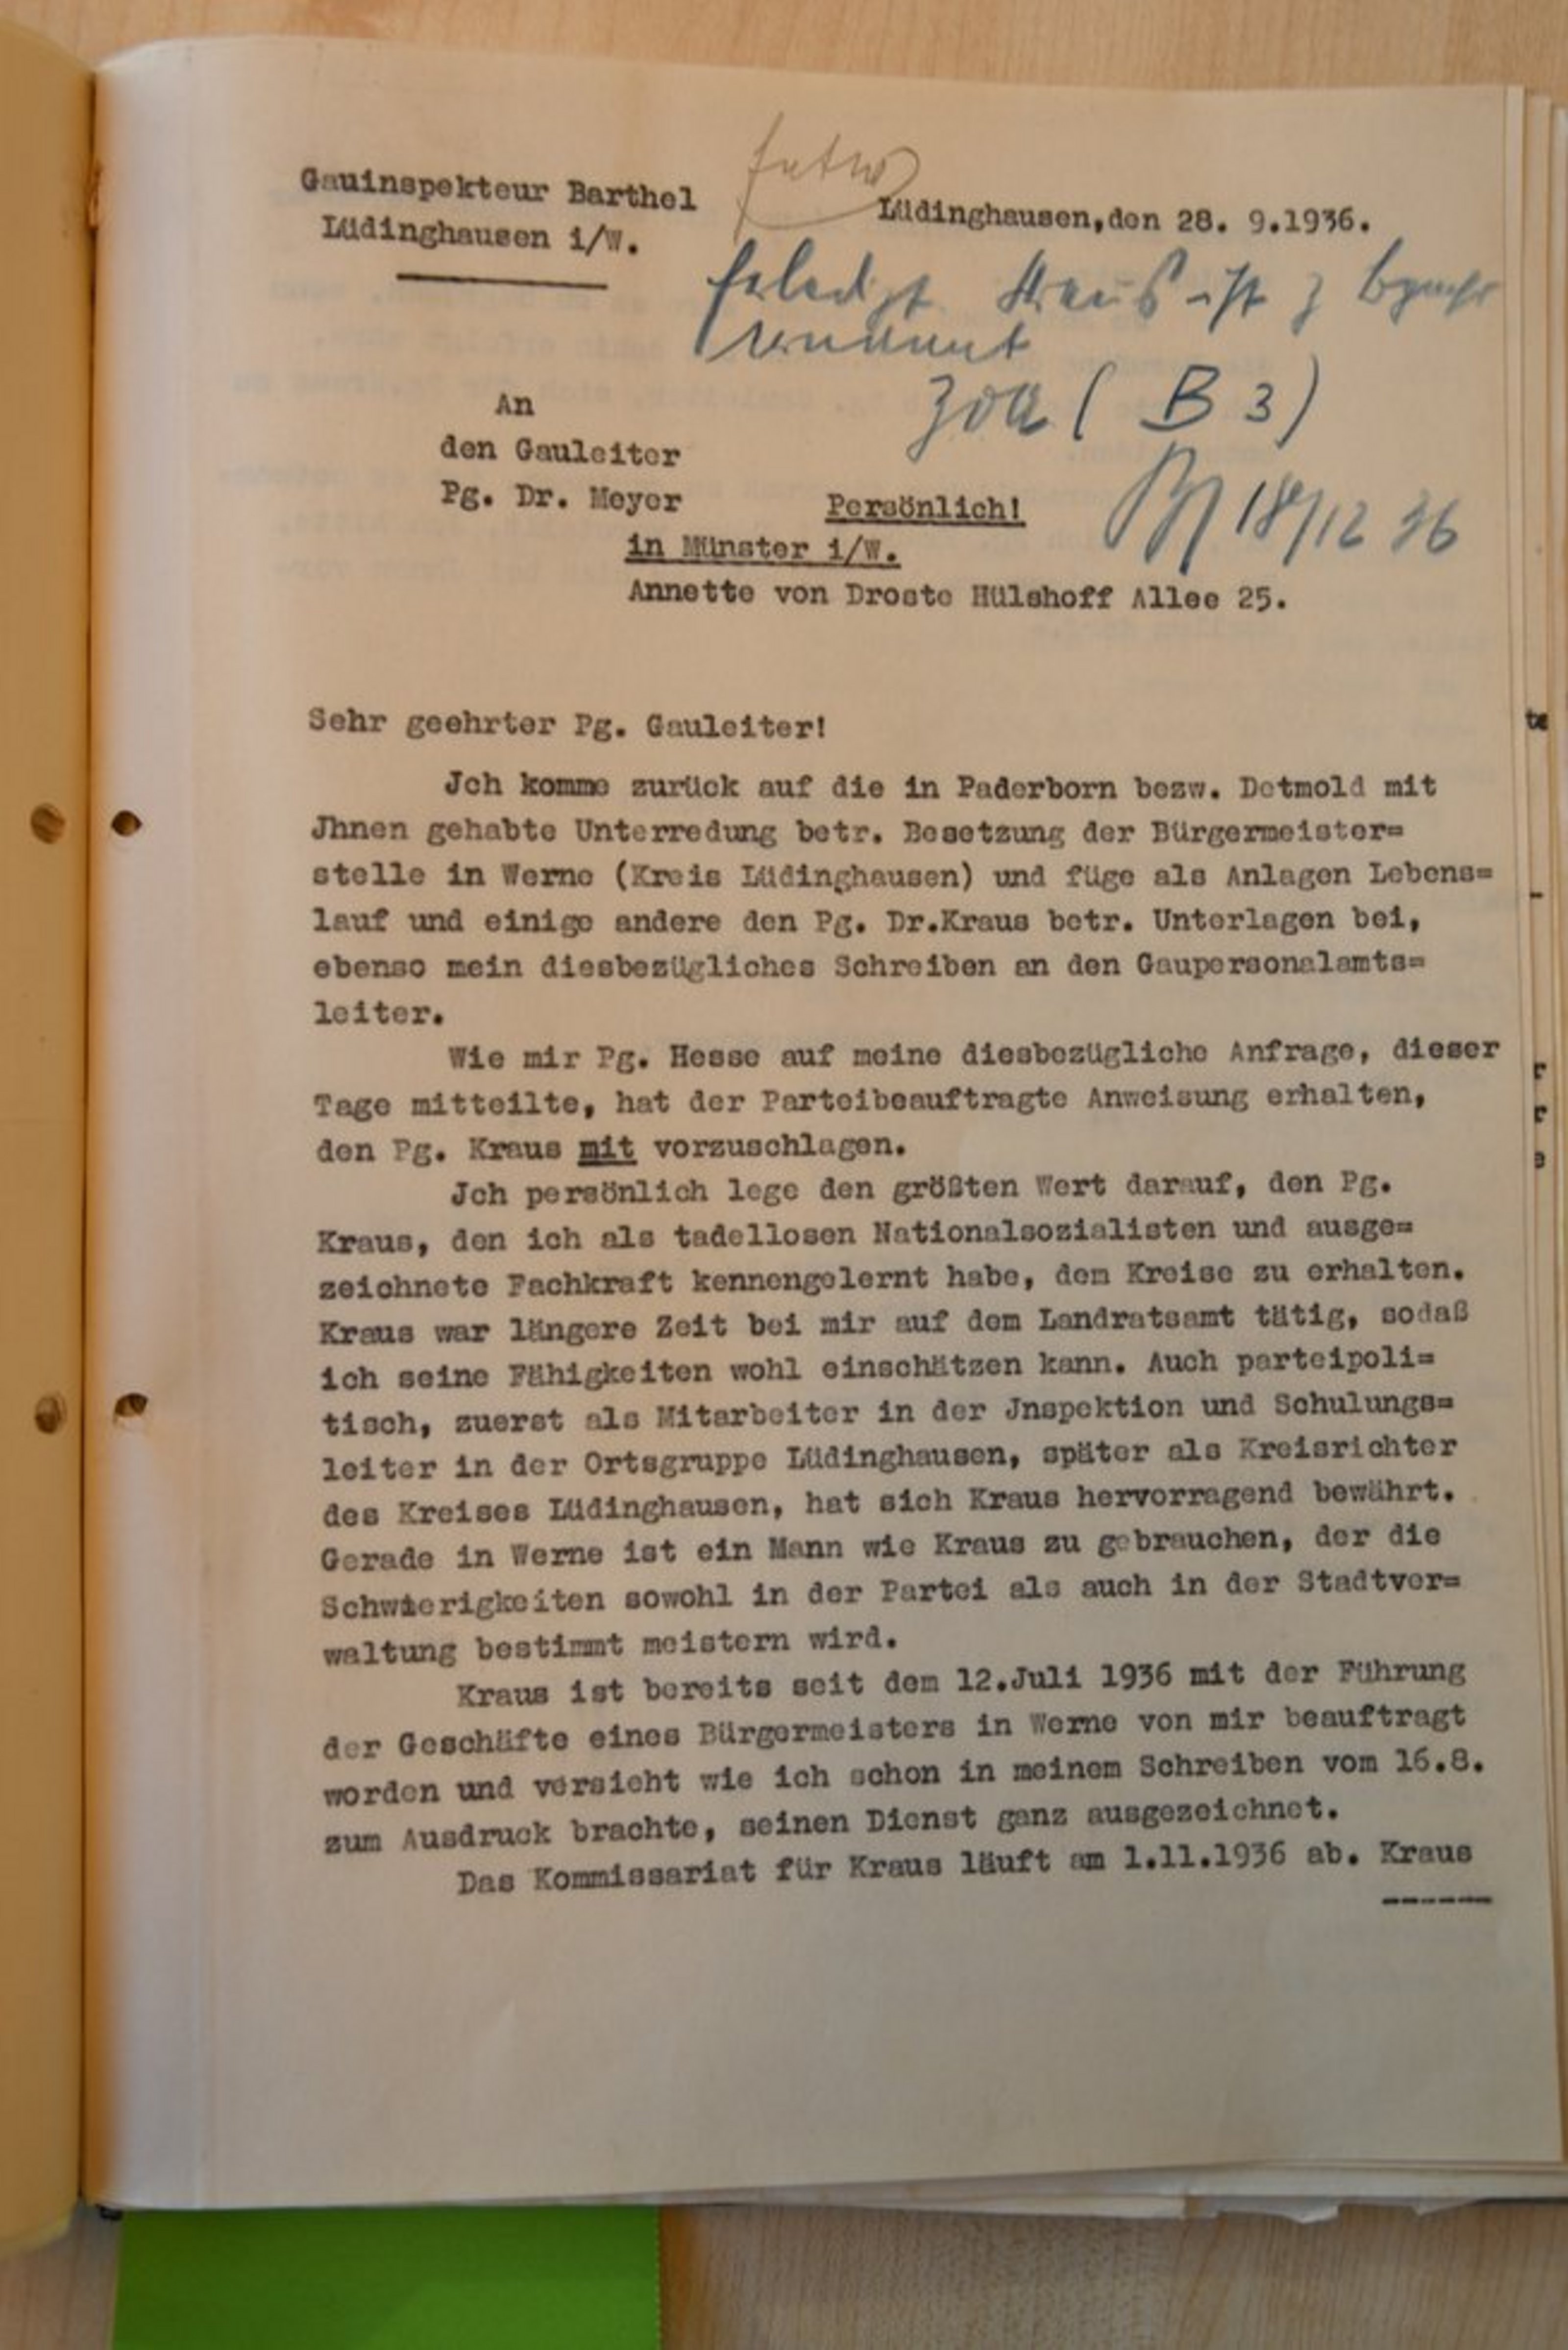 Gauinspekteur Barthel
Lüdinghausen i/W.
Lüdinghausen,den 28. 9.1936.
erledigt Kraus ist z
ernannt
ZdA ( B 3)
18/12 36
An
den Gauleiter
Pg. Dr. Meyer
Persönlich!
in Münster i/W.
Annette von Droste Hülshoff Allee 25.
Sehr geehrter Pg. Gauleiter!
Jch komme zurück auf die in Paderborn bezw. Detmold mit
Jhnen gehabte Unterredung betr. Besetzung der Bürgermeister=
stelle in Werne (Kreis Lüdinghausen) und füge als Anlagen Lebens=
lauf und einige andere den Pg. Dr.Kraus betr. Unterlagen bei,
ebenso mein diesbezügliches Schreiben an den Gaupersonalamts=
leiter.
Wie mir Pg. Hesse auf meine diesbezügliche Anfrage, dieser
Tage mitteilte, hat der Parteibeauftragte Anweisung erhalten,
den Pg. Kraus mit vorzuschlagen.
Jch persönlich lege den größten Wert darauf, den Pg.
Kraus, den ich als tadellosen Nationalsozialisten und ausge=
zeichnete Fachkraft kennengelernt habe, dem Kreise zu erhalten.
Kraus war längere Zeit bei mir auf dem Landratsamt tätig, sodaß
ich seine Fähigkeiten wohl einschätzen kann. Auch parteipoli=
tisch, zuerst als Mitarbeiter in der Jnspektion und Schulungs=
leiter in der Ortsgruppe Lüdinghausen, später als Kreisrichter
des Kreises Lüdinghausen, hat sich Kraus hervorragend bewährt.
Gerade in Werne ist ein Mann wie Kraus zu gebrauchen, der die
Schwierigkeiten sowohl in der Partei als auch in der Stadtver=
waltung bestimmt meistern wird.
Kraus ist bereits seit dem 12.Juli 1936 mit der Führung
der Geschäfte eines Bürgermeisters in Werne von mir beauftragt
worden und versieht wie ich schon in meinem Schreiben vom 16.8.
zum Ausdruck brachte, seinen Dienst ganz ausgezeichnet.
Das Kommissariat für Kraus läuft am 1.11.1936 ab. Kraus